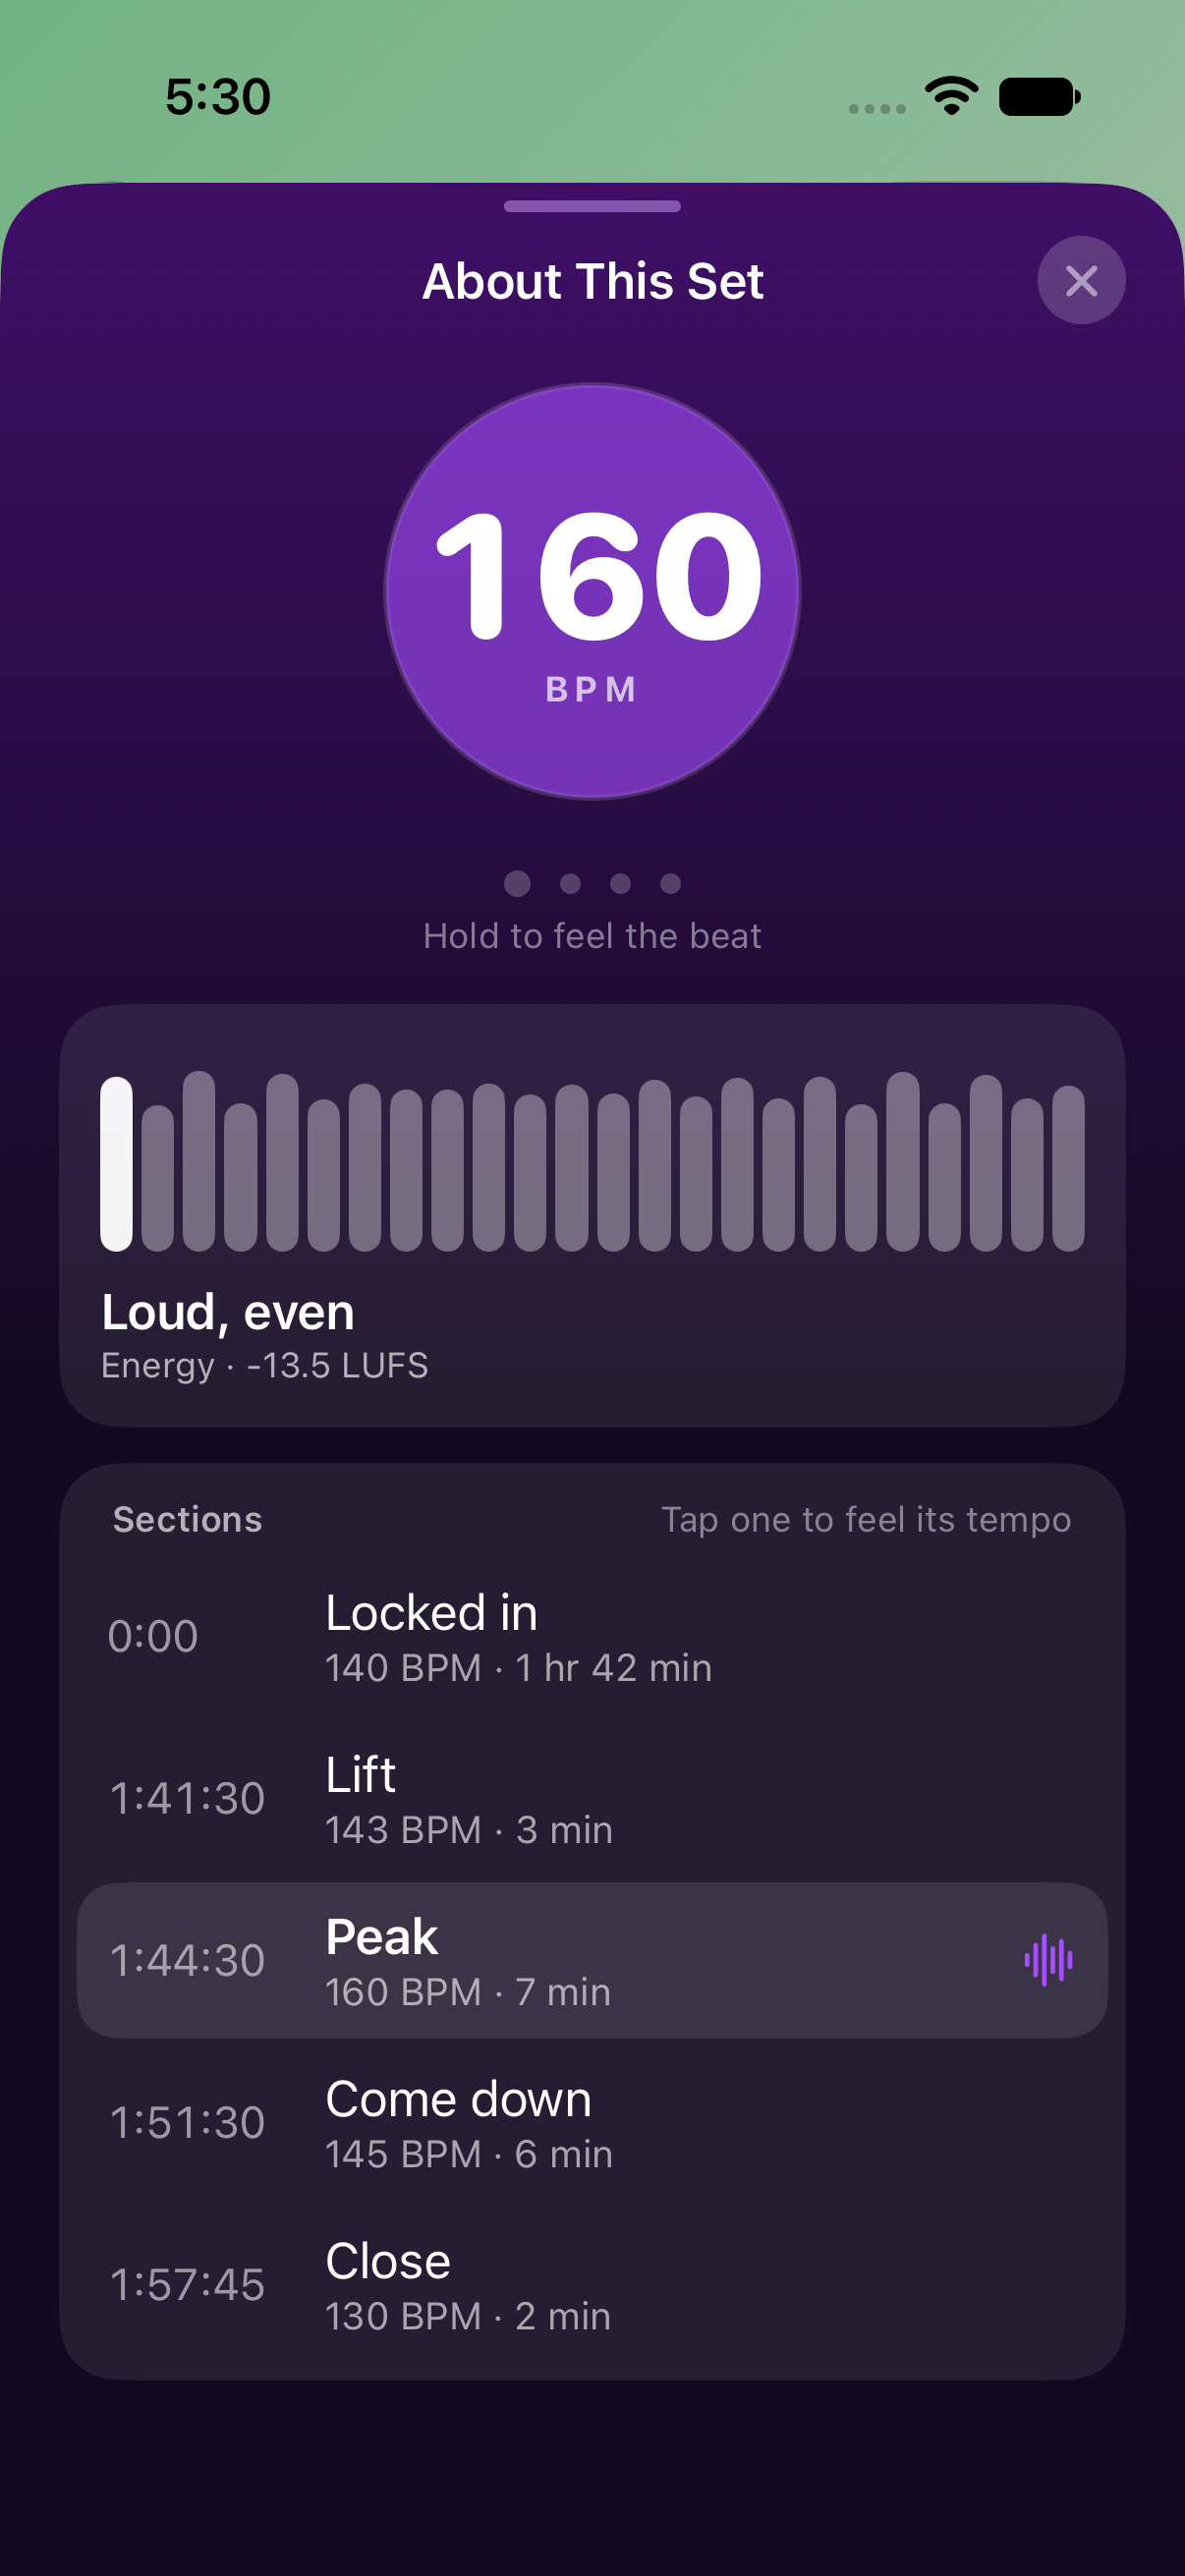 5:30
About This Set
160
BPM
Hold to feel the beat
Loud, even
Energy · -13.5 LUFS
Sections
Tap one to feel its tempo
0:00
Locked in
140 BPM · 1 hr 42 min
1:41:30
Lift
143 BPM · 3 min
1:44:30
Peak
160 BPM · 7 min
1:51:30
Come down
145 BPM · 6 min
1:57:45
Close
130 BPM · 2 min